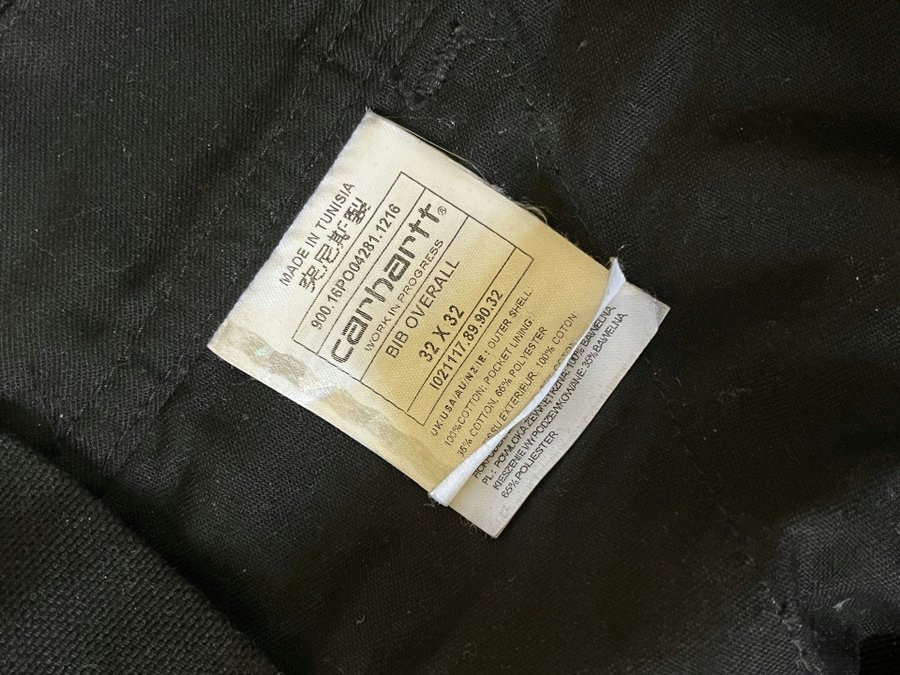 MADE IN TUNISIA
突尼斯製
900.16PO04281.1216
carhartt®
WORK IN PROGRESS
BIB OVERALL
32 X 32
I021117.89.90.32
UK/USA/AU/NZ/IE: OUTER SHELL:
100% COTTON; POCKET LINING:
35% COTTON, 65% POLYESTER
EXTERIEUR: 100% COTON
PL: POWŁOKA ZEWNĘTRZNA: 100% BAWEŁNA,
KIESZENIE WYPODZEWKOWANE: 35% BAWEŁNA,
65% POLIESTER